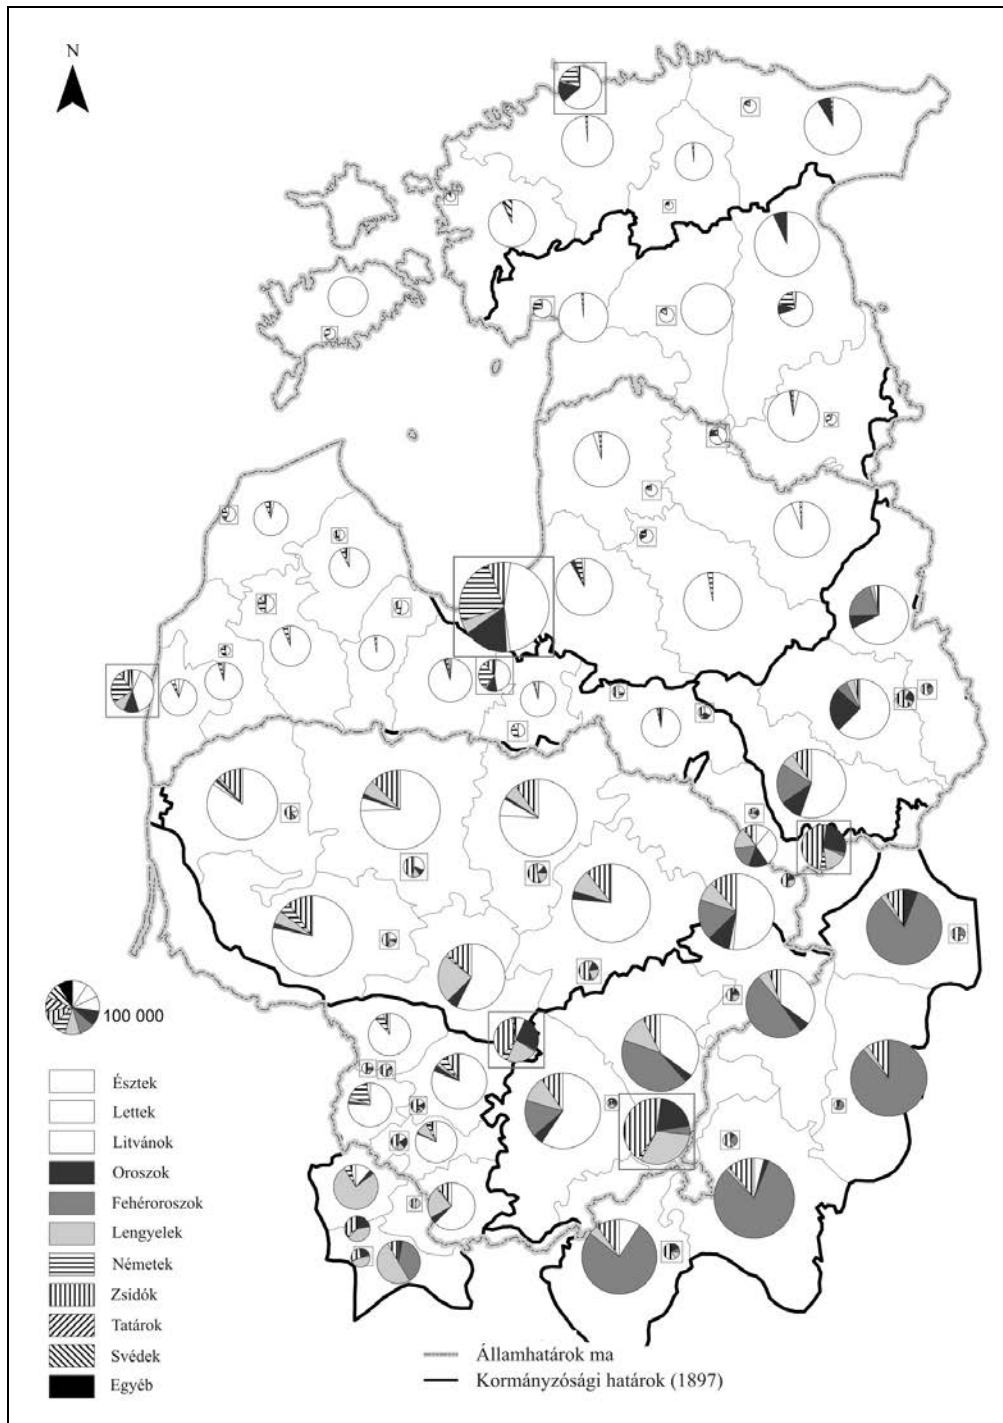 N
100 000
Észtek
Lettek
Litvánok
Oroszok
Fehéroroszok
Lengyelek
Németek
Zsidók
Tatárok
Svédek
Egyéb
Államhatárok ma
Kormányzósági határok (1897)